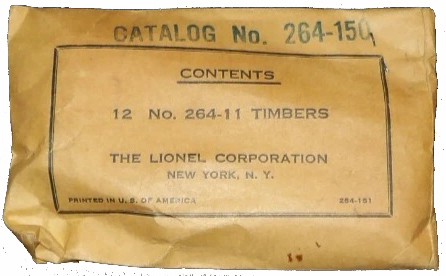 CATALOG No. 264-150
CONTENTS
12 No. 264-11 TIMBERS
THE LIONEL CORPORATION
NEW YORK, N. Y.
PRINTED IN U. S. OF AMERICA 264-151